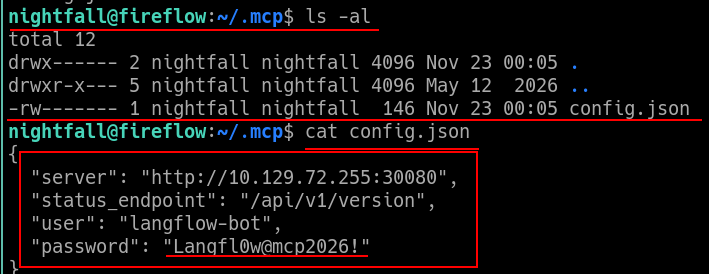 nightfall@fireflow:~/.mcp$ ls -al
total 12
drwx------ 2 nightfall nightfall 4096 Nov 23 00:05 .
drwxr-x--- 5 nightfall nightfall 4096 May 12  2026 ..
-rw------- 1 nightfall nightfall  146 Nov 23 00:05 config.json
nightfall@fireflow:~/.mcp$ cat config.json
{
  "server": "http://10.129.72.255:30080",
  "status_endpoint": "/api/v1/version",
  "user": "langflow-bot",
  "password": "Langfl0w@mcp2026!"
}